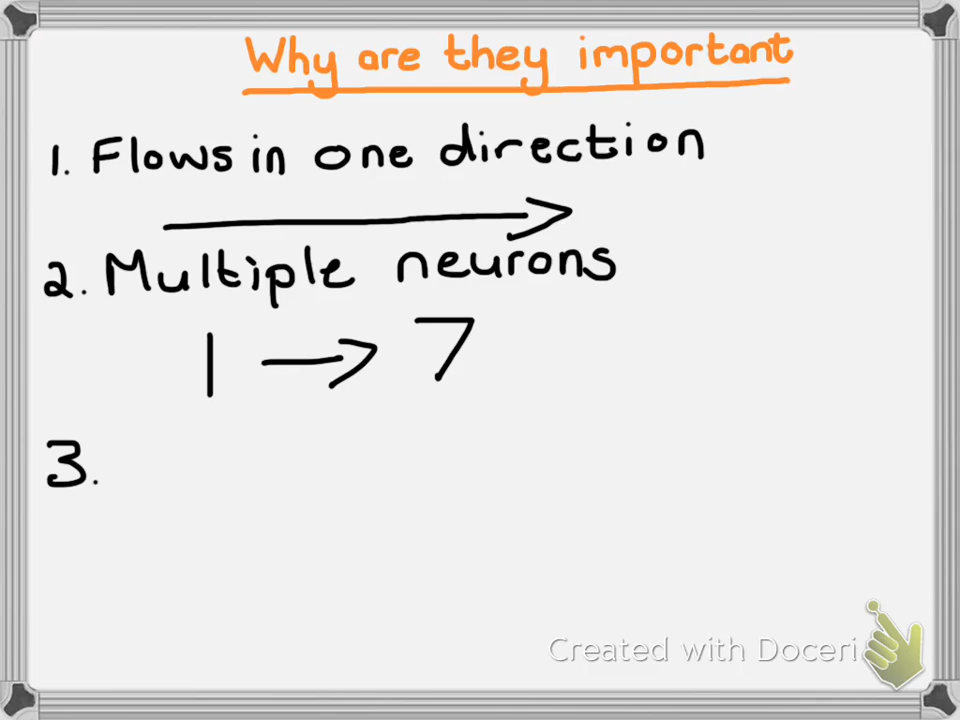 Why are they important
1. Flows in one direction
2. Multiple neurons
1 → 7
3.
Created with Doceri